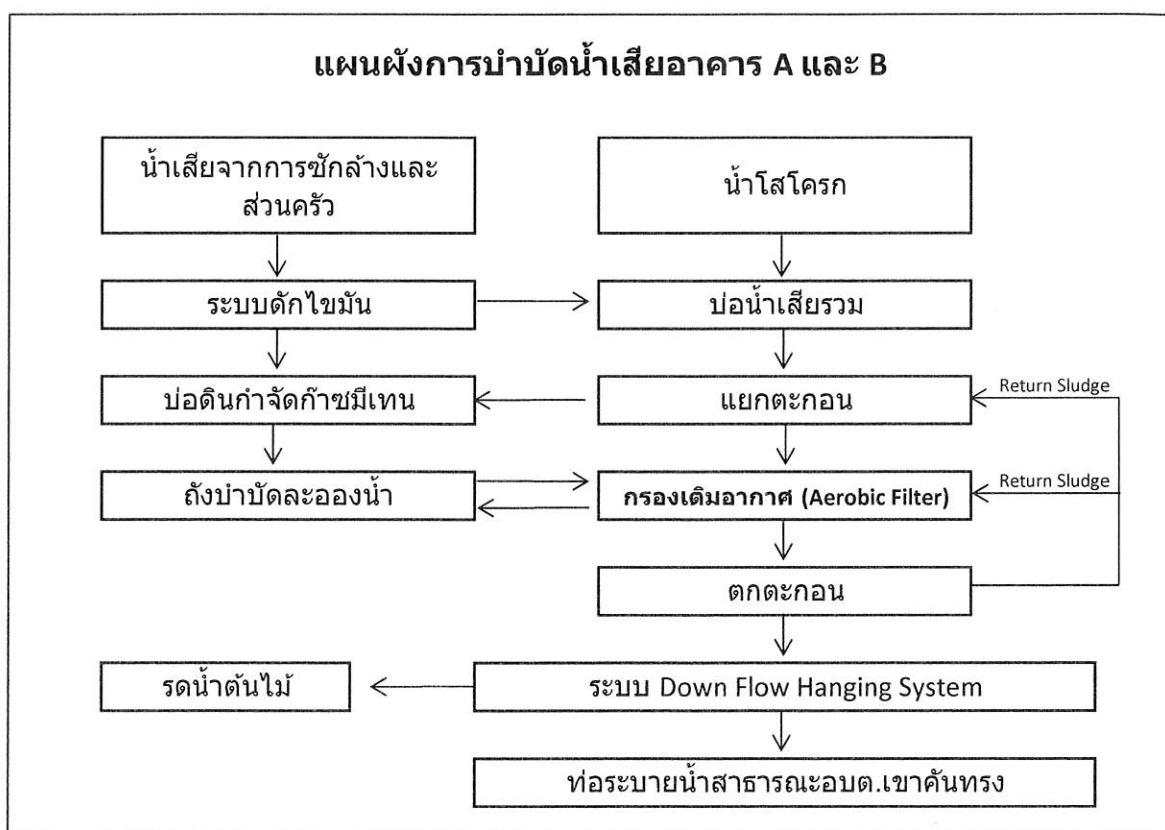 แผนผังการบำบัดน้ำเสียอาคาร A และ B
น้ำเสียจากการซักล้างและ
ส่วนครัว
น้ำโสโครก
ระบบดักไขมัน
บ่อน้ำเสียรวม
บ่อดินกำจัดก๊าซมีเทน
แยกตะกอน
Return Sludge
ถังบำบัดละอองน้ำ
กรองเติมอากาศ (Aerobic Filter)
Return Sludge
ตกตะกอน
รดน้ำต้นไม้
ระบบ Down Flow Hanging System
ท่อระบายน้ำสาธารณะอบต.เขาคันทรง